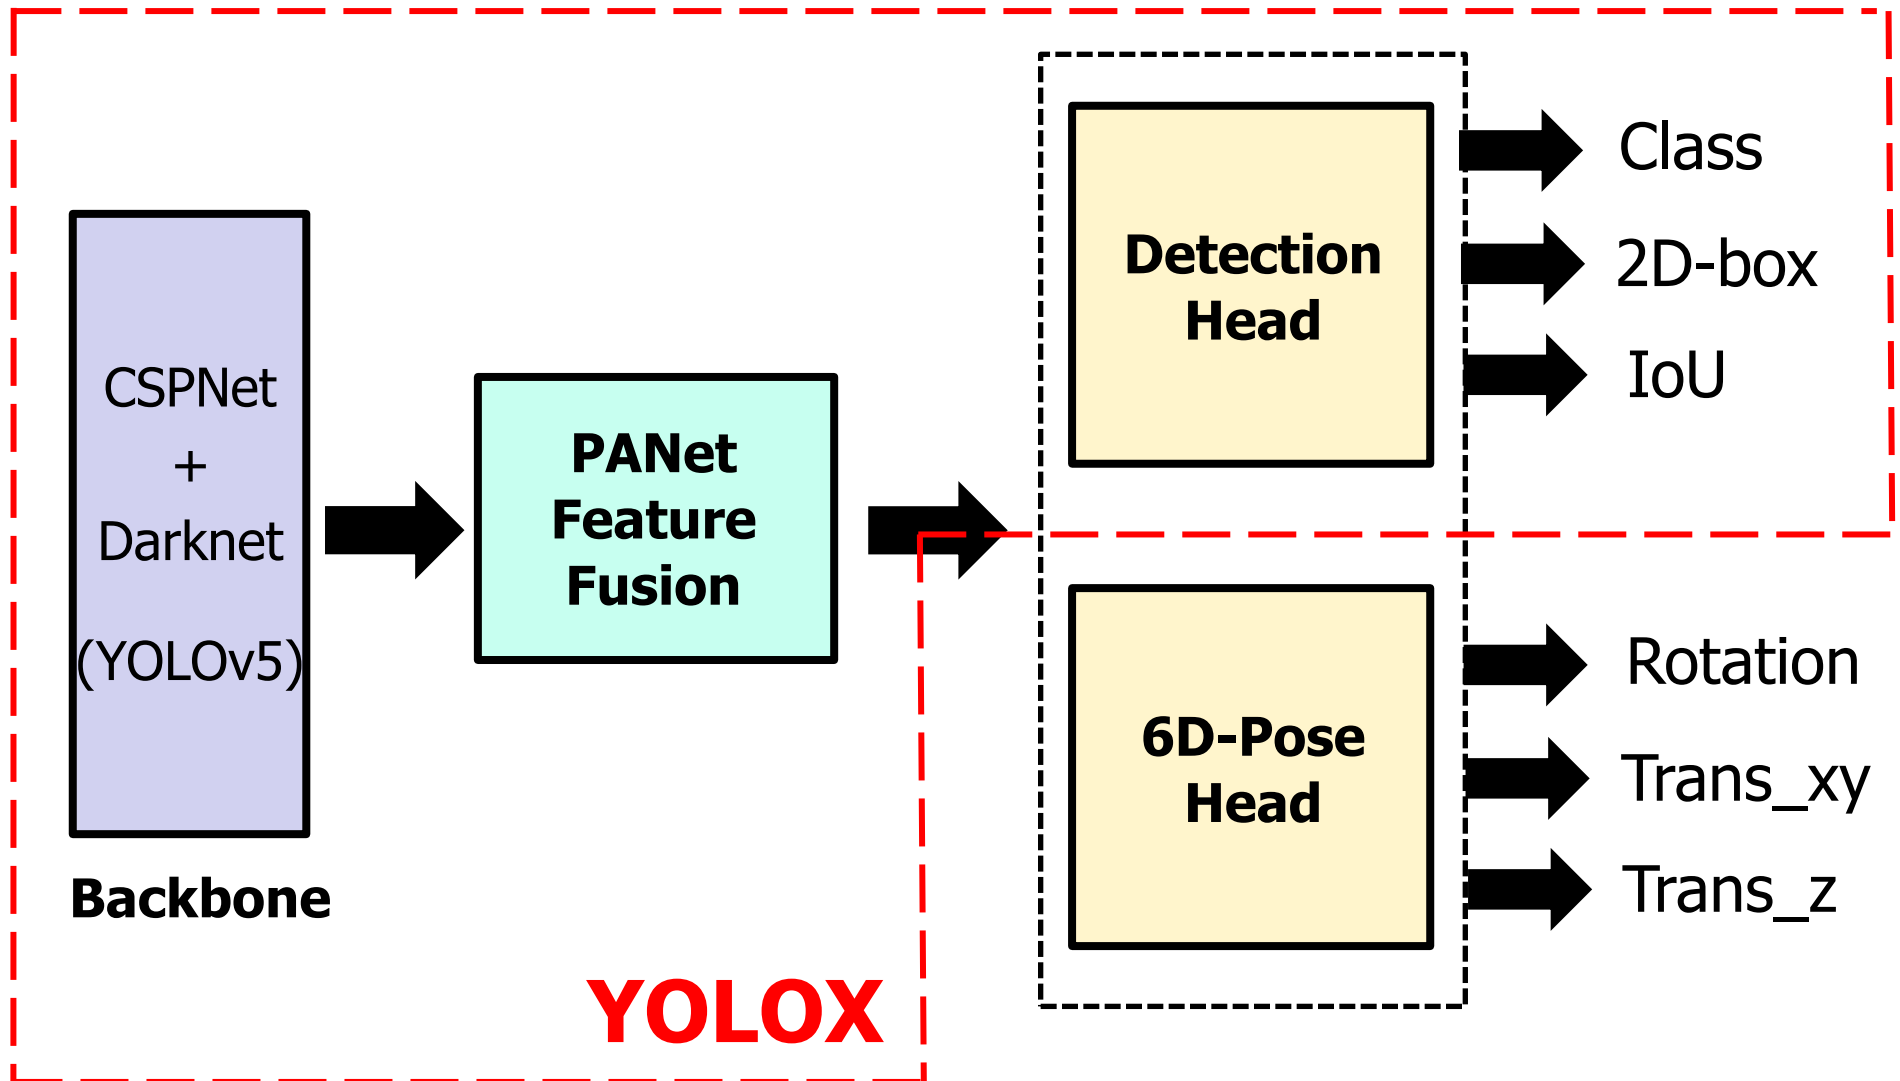 CSPNet
+
Darknet
(YOLOv5)
Backbone
PANet
Feature
Fusion
Detection
Head
Class
2D-box
IoU
6D-Pose
Head
Rotation
Trans_xy
Trans_z
YOLOX